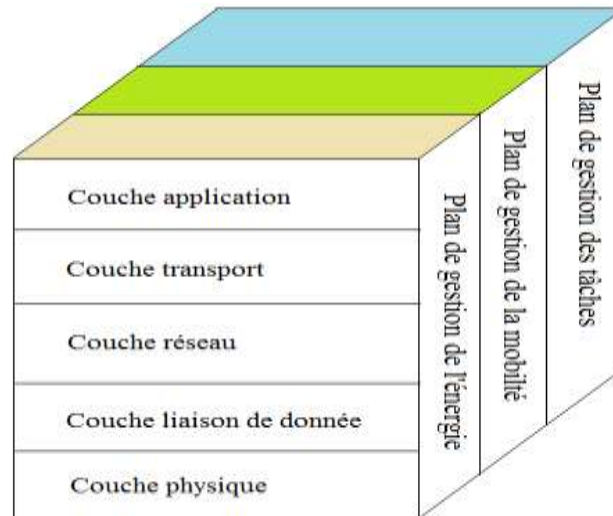 Couche application
Couche transport
Couche réseau
Couche liaison de donnée
Couche physique
Plan de gestion de l'énergie
Plan de gestion de la mobilté
Plan de gestion des tâches